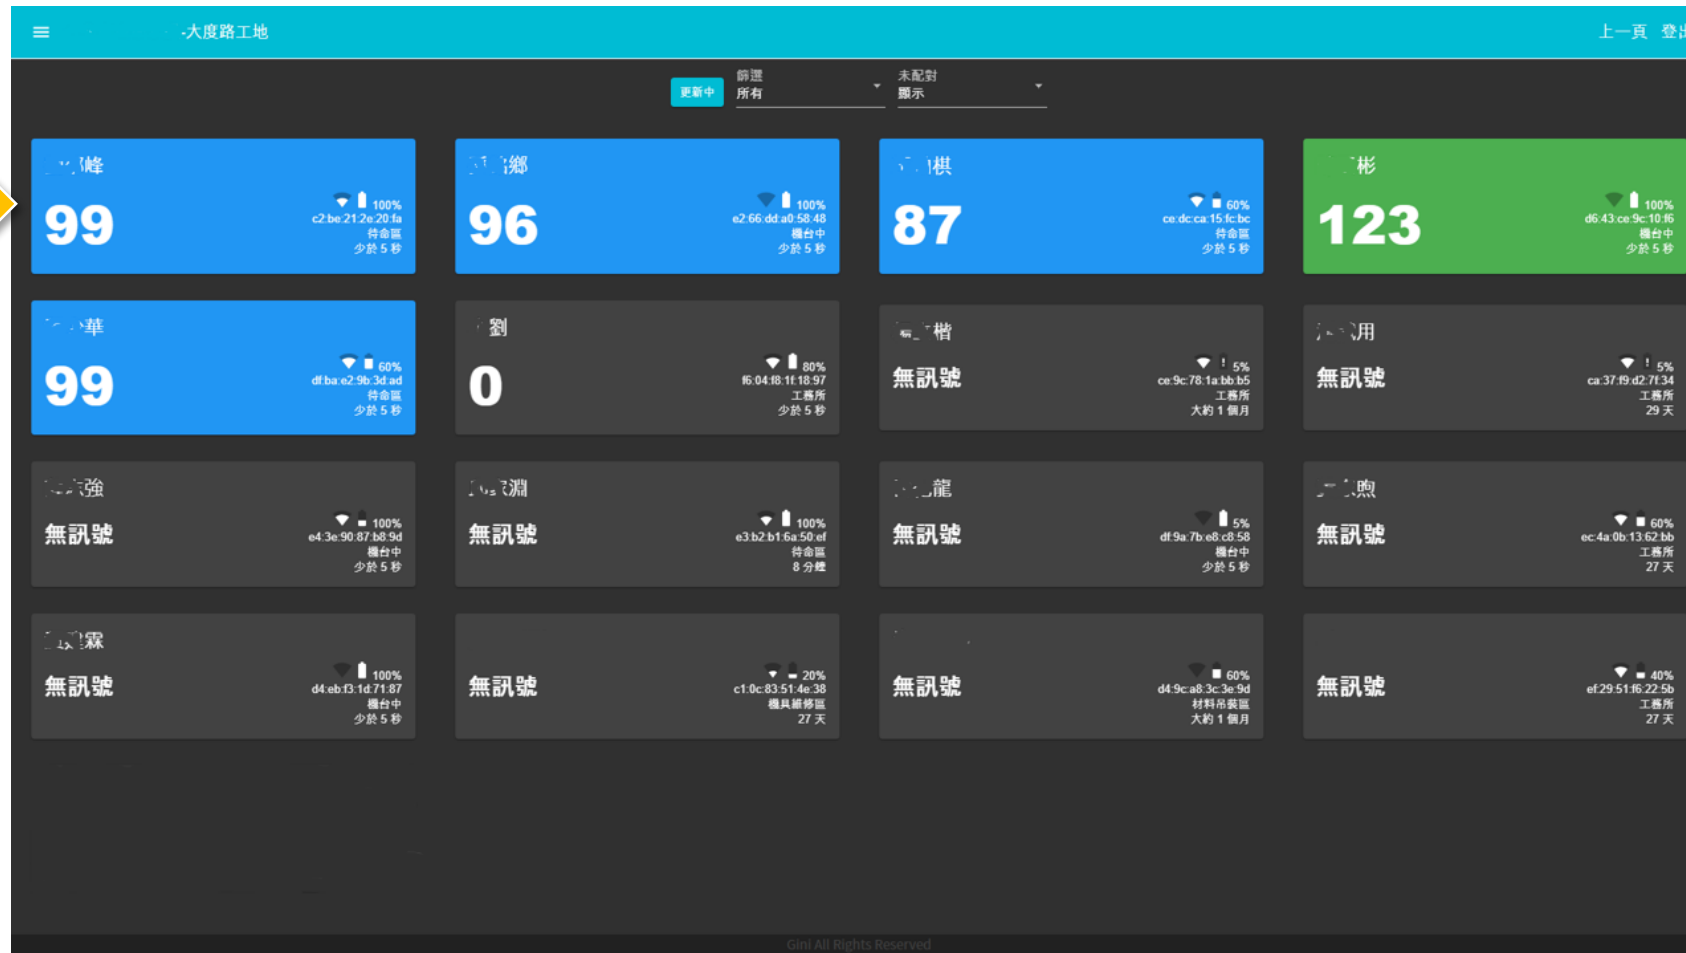 -大度路工地
上一頁 登出
更新中
篩選
所有
未配對
顯示
峰
99
100%
c2:be:21:2e:20:fa
待命區
少於 5 秒
鄉
96
100%
e2:66:dd:a0:58:48
機台中
少於 5 秒
棋
87
60%
ce:dc:ca:15:fc:bc
待命區
少於 5 秒
彬
123
100%
d6:43:ce:9c:10:f6
機台中
少於 5 秒
華
99
60%
df:ba:e2:9b:3d:ad
待命區
少於 5 秒
劉
0
80%
f6:04:f8:1f:18:97
工務所
少於 5 秒
楷
無訊號
5%
ce:9c:78:1a:bb:b5
工務所
大約 1 個月
用
無訊號
5%
ca:37:f9:d2:7f:34
工務所
29 天
強
無訊號
100%
e4:3e:90:87:b8:9d
機台中
少於 5 秒
淵
無訊號
100%
e3:b2:b1:6a:50:ef
待命區
8 分鐘
龍
無訊號
5%
df:9a:7b:e8:c8:58
機台中
少於 5 秒
煦
無訊號
60%
ec:4a:0b:13:62:bb
工務所
27 天
霖
無訊號
100%
d4:eb:f3:1d:71:87
機台中
少於 5 秒
無訊號
20%
c1:0c:83:51:4e:38
機具維修區
27 天
無訊號
60%
d4:9c:a8:3c:3e:9d
材料吊裝區
大約 1 個月
無訊號
40%
ef:29:51:f6:22:5b
工務所
27 天
Gini All Rights Reserved